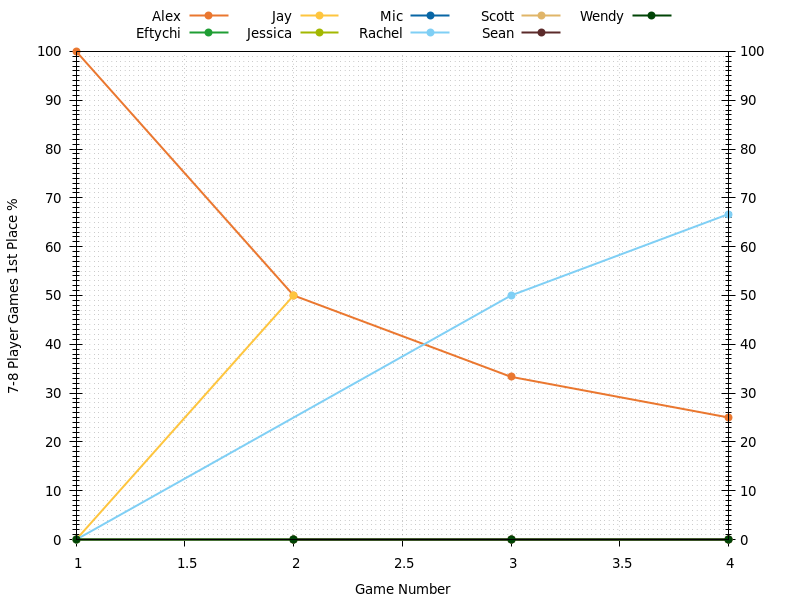 Alex Jay Mic Scott Wendy
Eftychi Jessica Rachel Sean
100 100
90 90
80 80
70 70
60 60
50 50
40 40
30 30
20 20
10 10
0 0
7-8 Player Games 1st Place %
1 1.5 2 2.5 3 3.5 4
Game Number